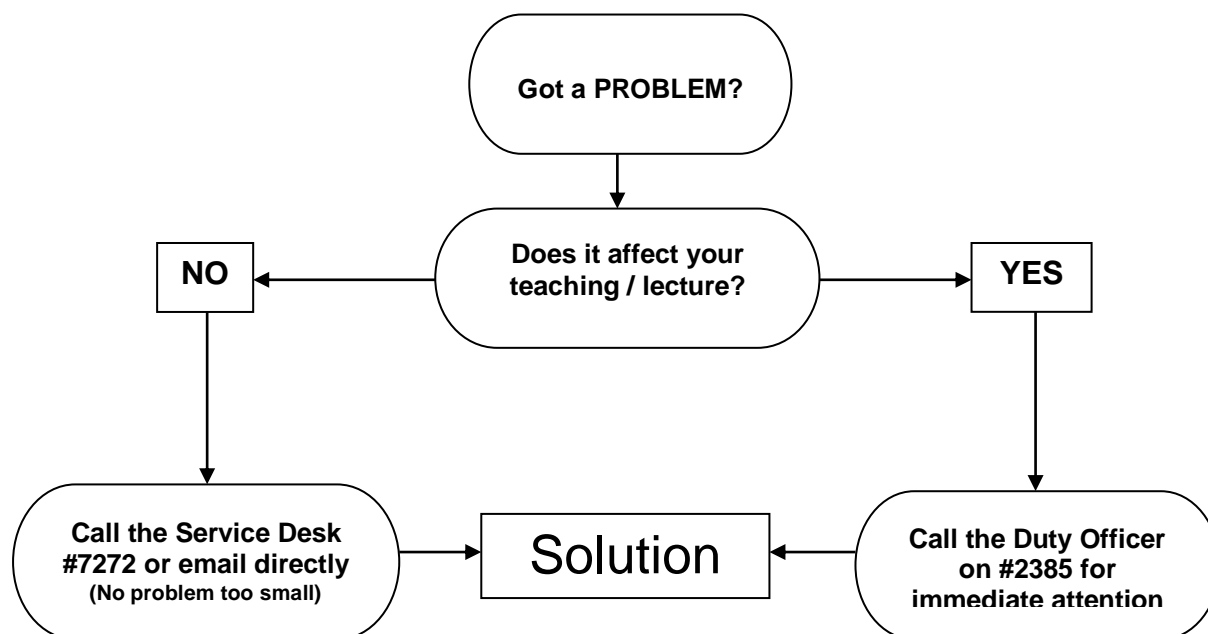 Got a PROBLEM?
Does it affect your
teaching / lecture?
NO
YES
Call the Service Desk
#7272 or email directly
(No problem too small)
Solution
Call the Duty Officer
on #2385 for
immediate attention